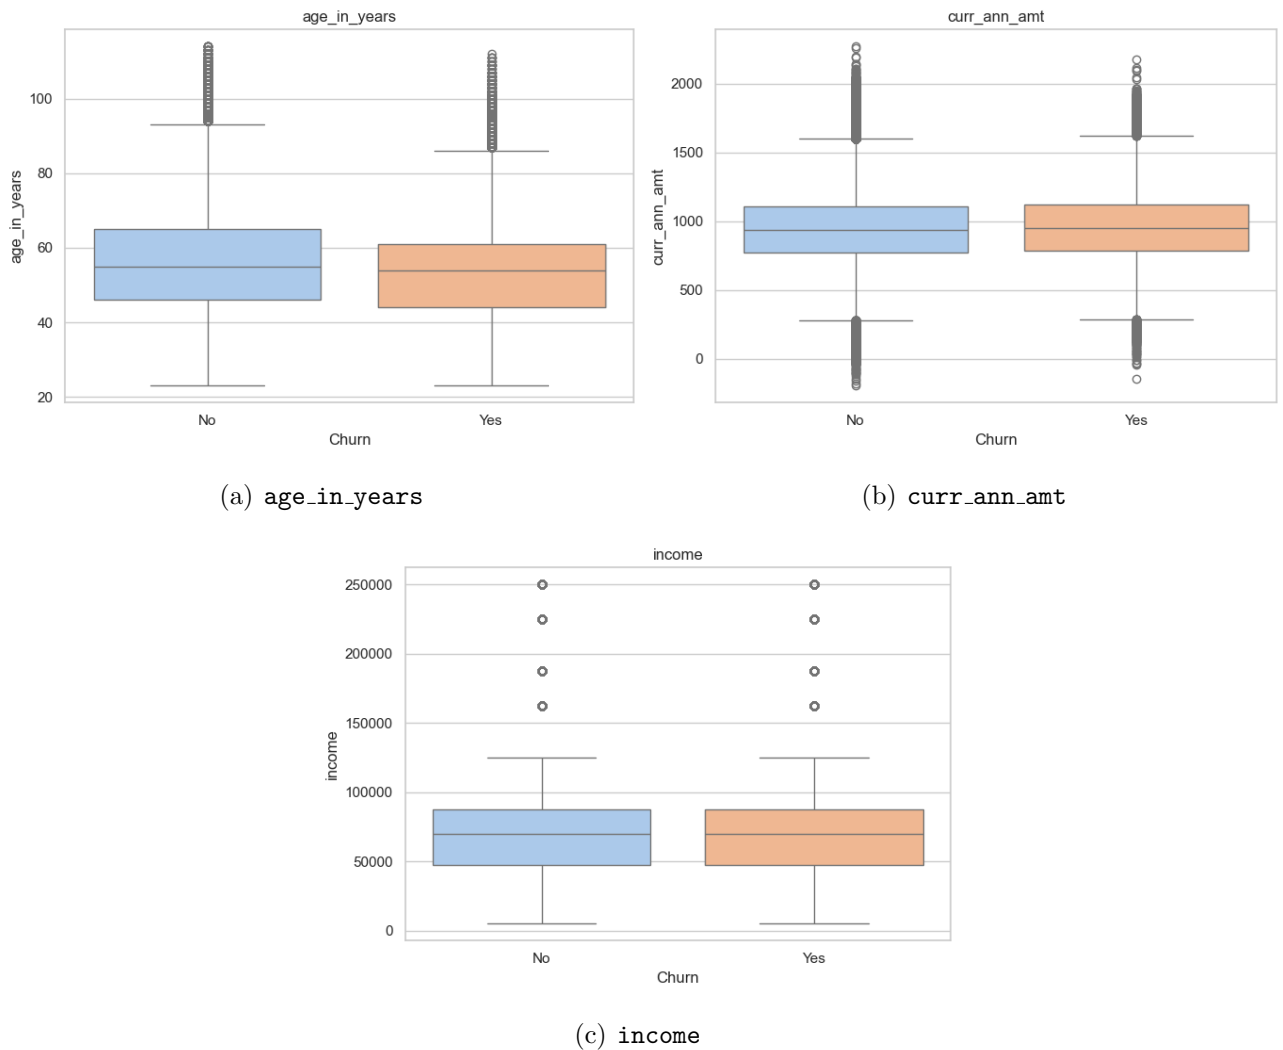 age_in_years
100
80
60
40
20
age_in_years
No
Yes
Churn
(a) age_in_years
curr_ann_amt
2000
1500
1000
500
0
curr_ann_amt
No
Yes
Churn
(b) curr_ann_amt
income
250000
200000
150000
100000
50000
0
income
No
Yes
Churn
(c) income